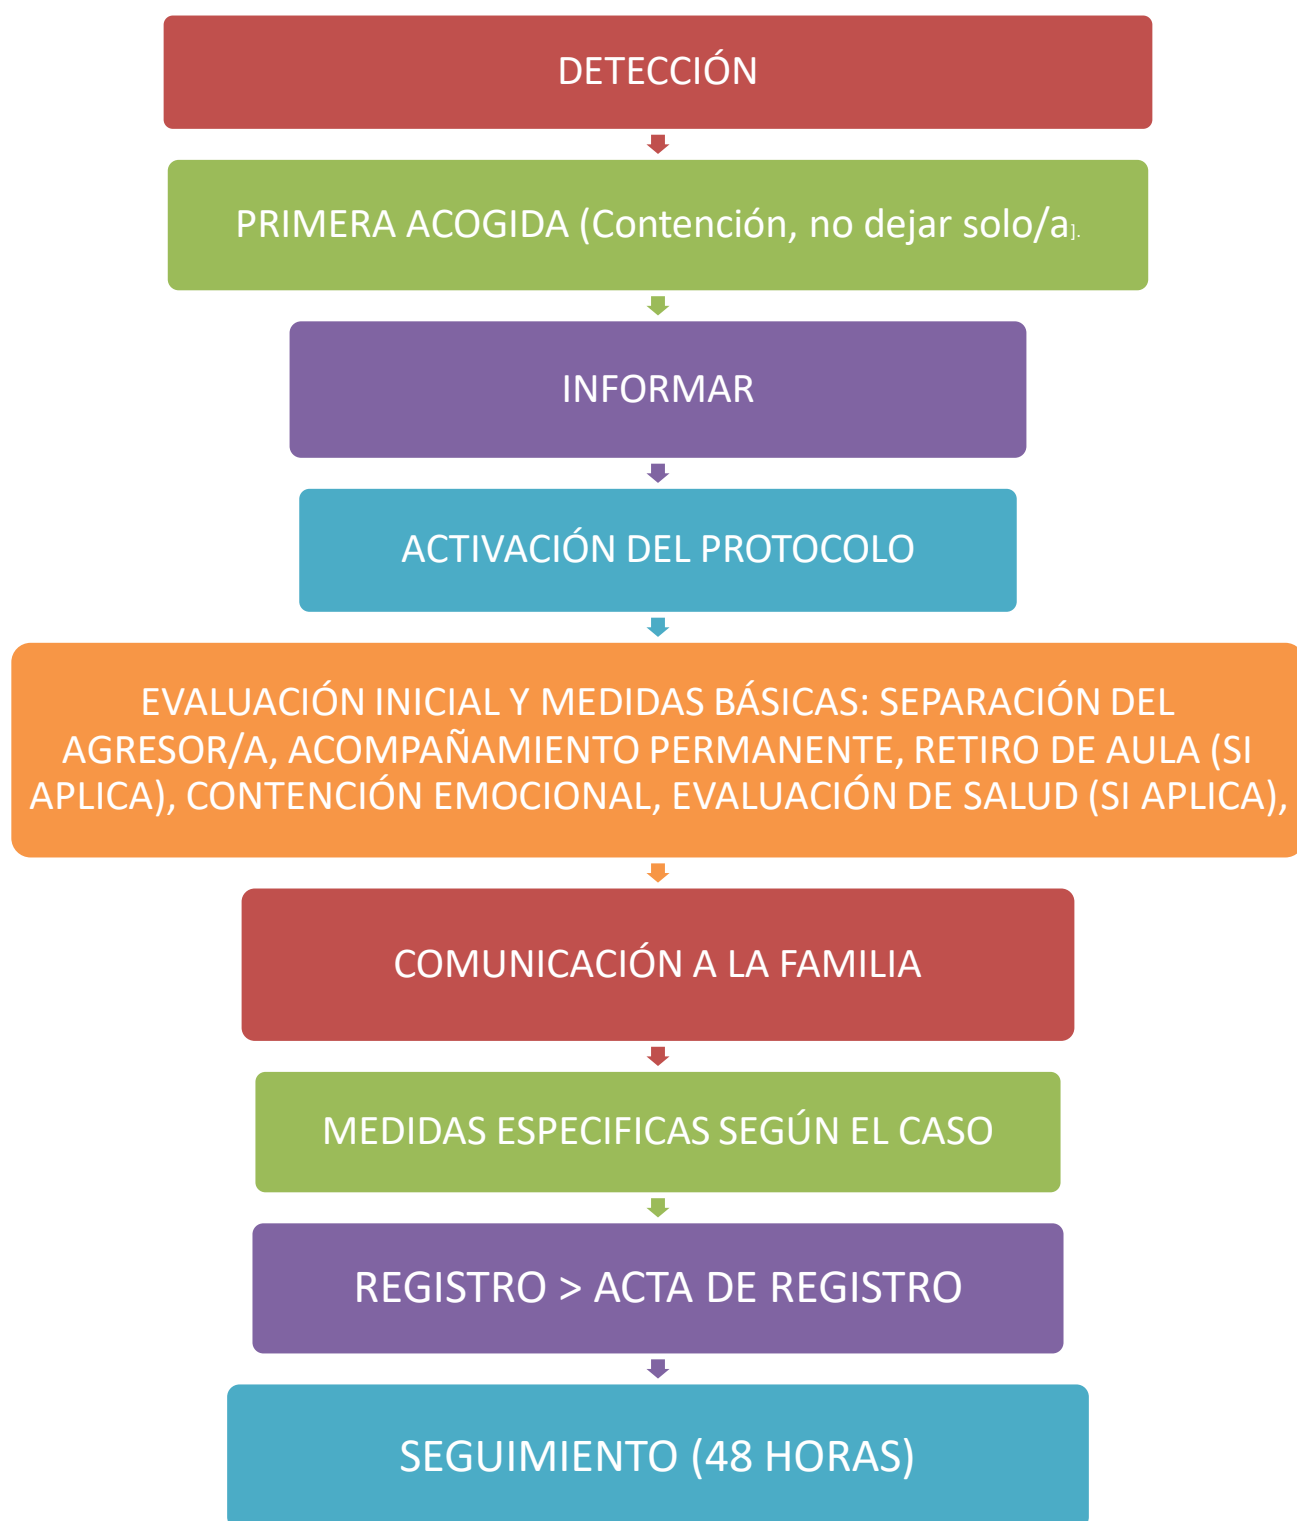 DETECCIÓN
PRIMERA ACOGIDA (Contención, no dejar solo/a].
INFORMAR
ACTIVACIÓN DEL PROTOCOLO
EVALUACIÓN INICIAL Y MEDIDAS BÁSICAS: SEPARACIÓN DEL
AGRESOR/A, ACOMPAÑAMIENTO PERMANENTE, RETIRO DE AULA (SI
APLICA), CONTENCIÓN EMOCIONAL, EVALUACIÓN DE SALUD (SI APLICA),
COMUNICACIÓN A LA FAMILIA
MEDIDAS ESPECIFICAS SEGÚN EL CASO
REGISTRO > ACTA DE REGISTRO
SEGUIMIENTO (48 HORAS)